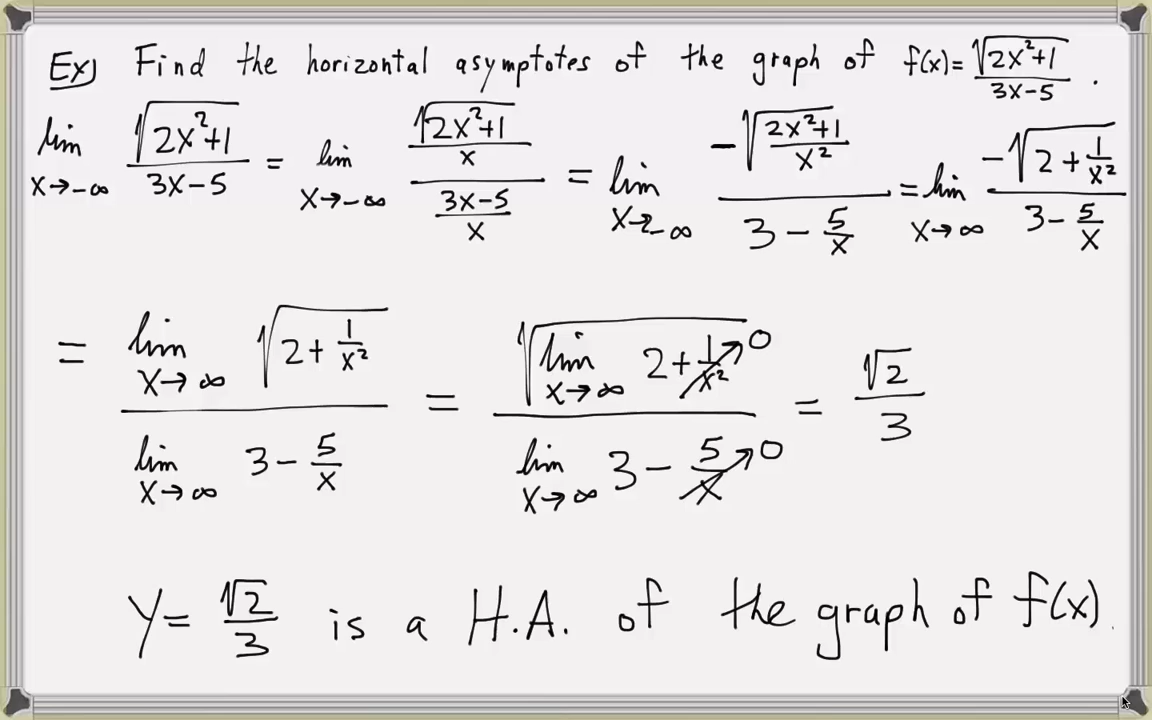 Ex) Find the horizontal asymptotes of the graph of f(x)= √(2x²+1) / (3x-5) .
lim x→-∞ √(2x²+1) / (3x-5) = lim x→-∞ (√(2x²+1) / x) / ((3x-5) / x) = lim x→-∞ -√((2x²+1) / x²) / (3 - 5/x) = lim x→∞ -√(2 + 1/x²) / (3 - 5/x)
= lim x→∞ √(2 + 1/x²) / lim x→∞ 3 - 5/x = √(lim x→∞ 2 + 1/x² ↗ 0) / lim x→∞ 3 - 5/x ↗ 0 = √2 / 3
Y = √2/3 is a H.A. of the graph of f(x).